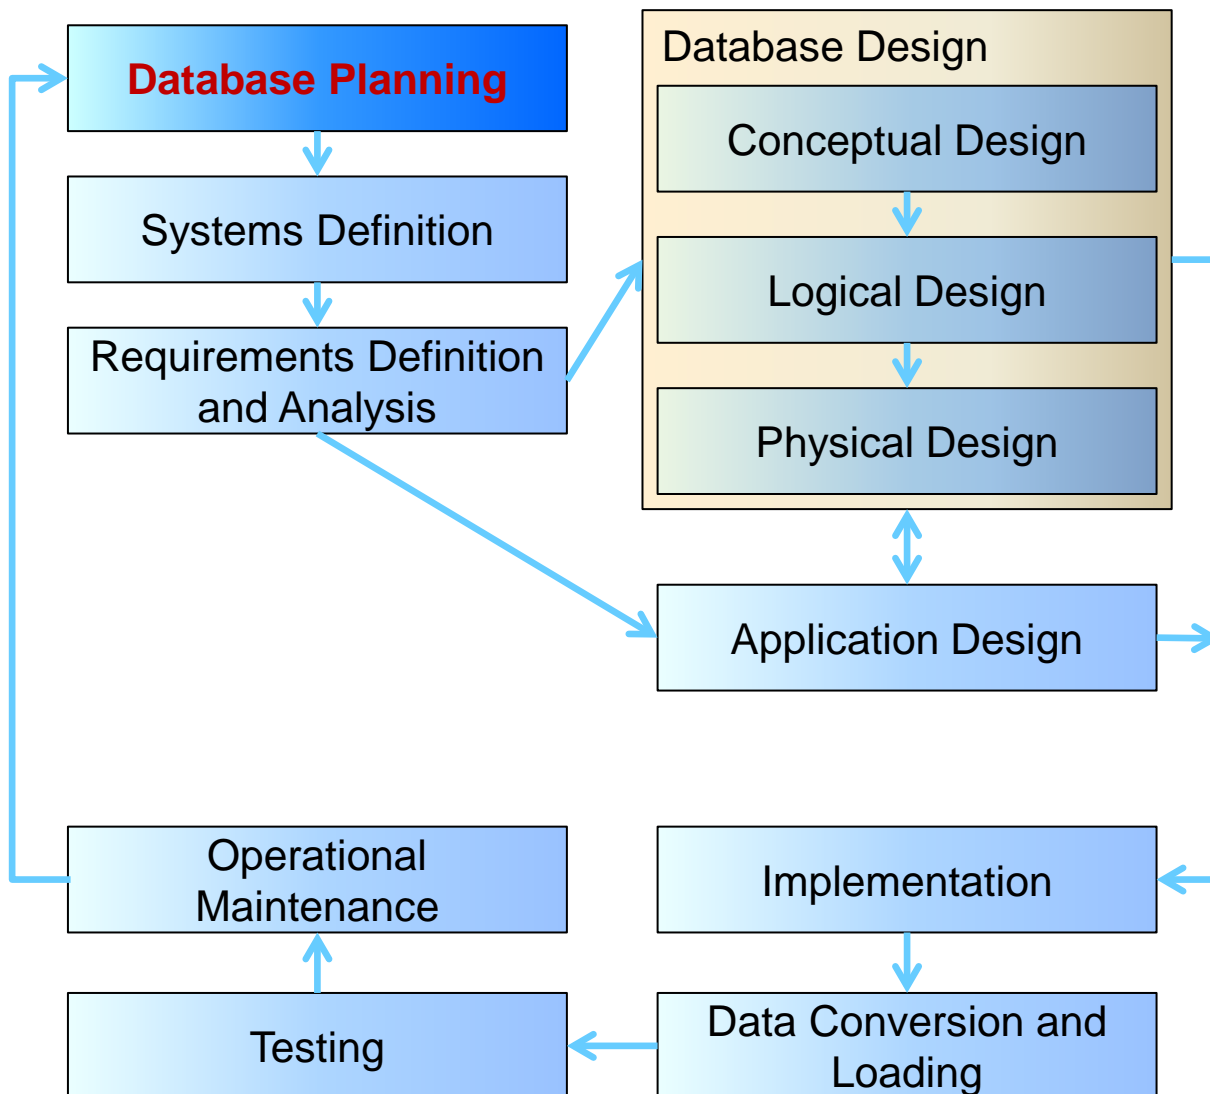 Database Planning
Systems Definition
Requirements Definition
and Analysis
Database Design
Conceptual Design
Logical Design
Physical Design
Application Design
Operational
Maintenance
Implementation
Testing
Data Conversion and
Loading